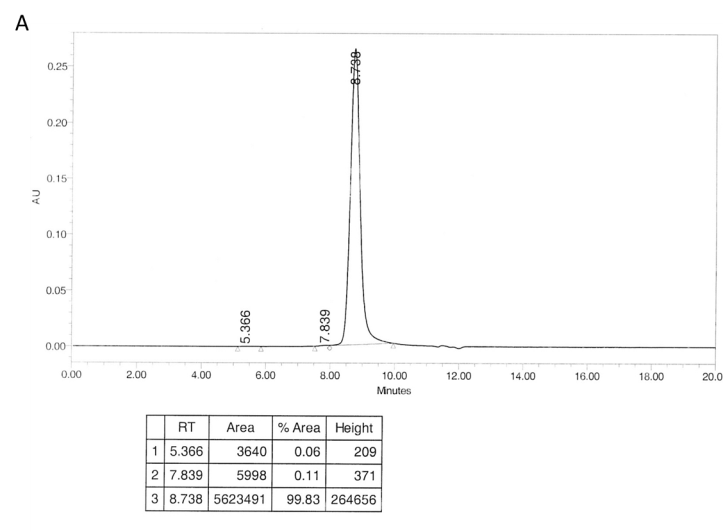 A
0.25
0.20
0.15
0.10
0.05
0.00
AU
5.366
7.839
8.738
0.00 2.00 4.00 6.00 8.00 10.00 12.00 14.00 16.00 18.00 20.0
Minutes
RT Area % Area Height
1 5.366 3640 0.06 209
2 7.839 5998 0.11 371
3 8.738 5623491 99.83 264656